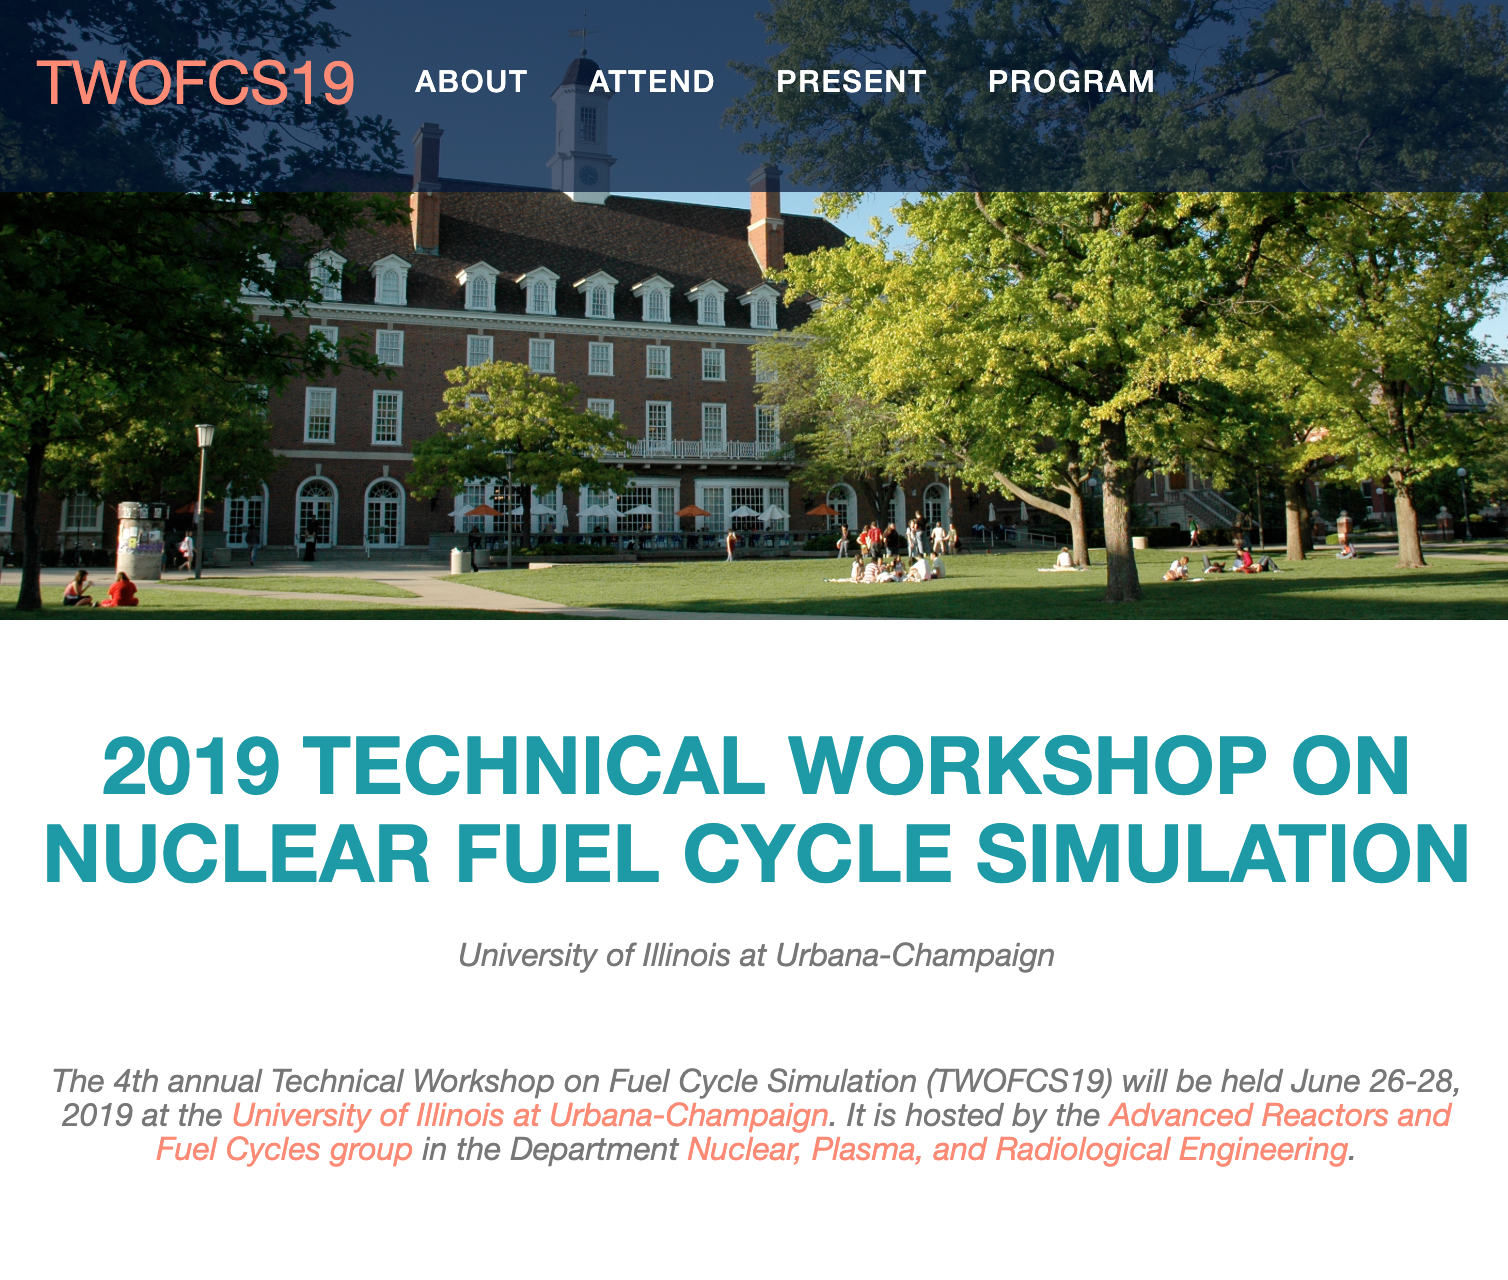 TWOFCS19 ABOUT ATTEND PRESENT PROGRAM
2019 TECHNICAL WORKSHOP ON
NUCLEAR FUEL CYCLE SIMULATION
University of Illinois at Urbana-Champaign
The 4th annual Technical Workshop on Fuel Cycle Simulation (TWOFCS19) will be held June 26-28,
2019 at the University of Illinois at Urbana-Champaign. It is hosted by the Advanced Reactors and
Fuel Cycles group in the Department Nuclear, Plasma, and Radiological Engineering.